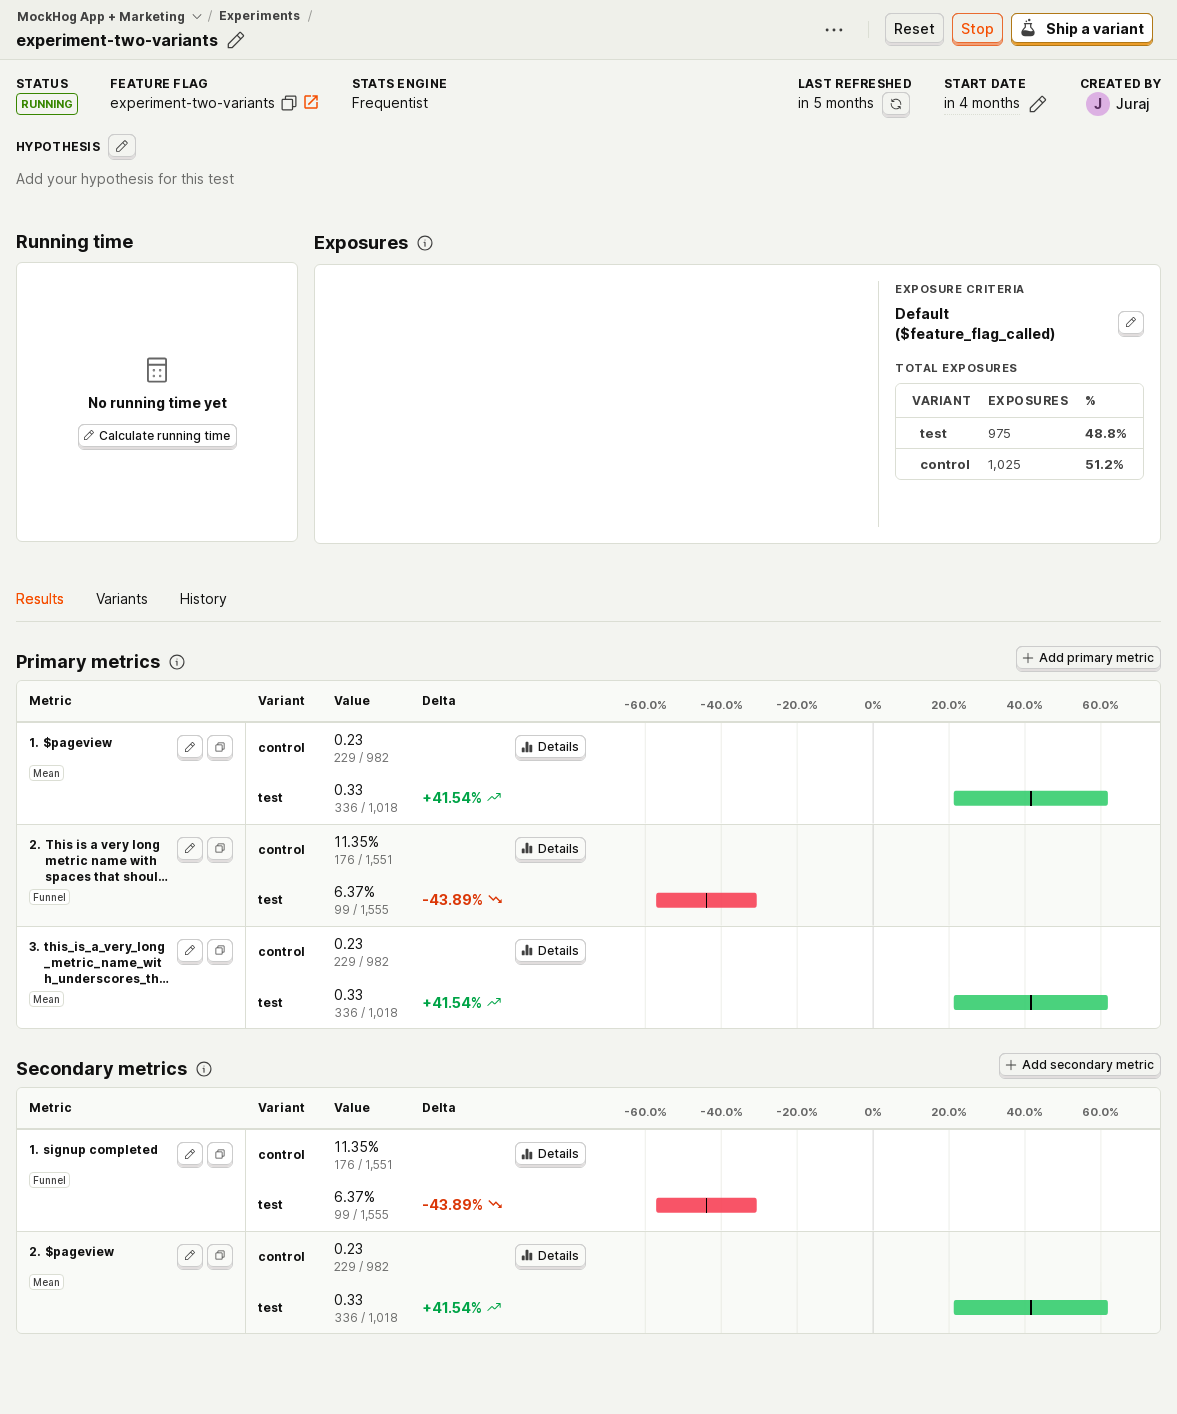 MockHog App + Marketing / Experiments /
experiment-two-variants
Reset
Stop
Ship a variant
STATUS
RUNNING
FEATURE FLAG
experiment-two-variants
STATS ENGINE
Frequentist
LAST REFRESHED
in 5 months
START DATE
in 4 months
CREATED BY
J Juraj
HYPOTHESIS
Add your hypothesis for this test
Running time
No running time yet
Calculate running time
Exposures
EXPOSURE CRITERIA
Default
($feature_flag_called)
TOTAL EXPOSURES
VARIANT EXPOSURES %
test 975 48.8%
control 1,025 51.2%
Results Variants History
Primary metrics
Add primary metric
Metric Variant Value Delta -60.0% -40.0% -20.0% 0% 20.0% 40.0% 60.0%
1. $pageview
Mean
control 0.23 Details
229 / 982
test 0.33 +41.54%
336 / 1,018
2. This is a very long
metric name with
spaces that shoul...
Funnel
control 11.35% Details
176 / 1,551
test 6.37% -43.89%
99 / 1,555
3. this_is_a_very_long
_metric_name_wit
h_underscores_th...
Mean
control 0.23 Details
229 / 982
test 0.33 +41.54%
336 / 1,018
Secondary metrics
Add secondary metric
Metric Variant Value Delta -60.0% -40.0% -20.0% 0% 20.0% 40.0% 60.0%
1. signup completed
Funnel
control 11.35% Details
176 / 1,551
test 6.37% -43.89%
99 / 1,555
2. $pageview
Mean
control 0.23 Details
229 / 982
test 0.33 +41.54%
336 / 1,018